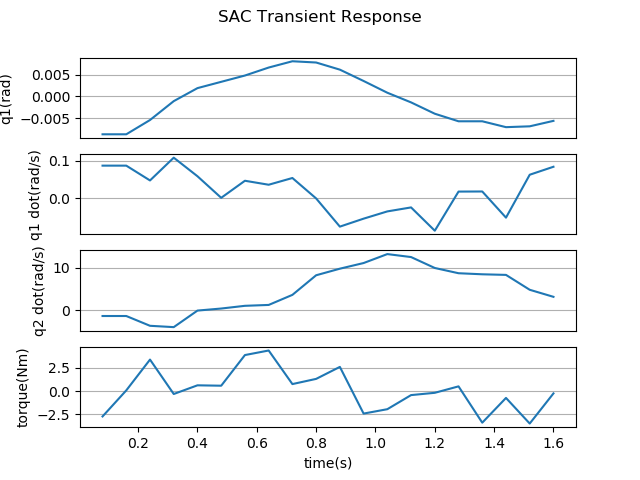 SAC Transient Response
q1(rad)
0.005
0.000
−0.005
q1 dot(rad/s)
0.1
0.0
q2 dot(rad/s)
10
0
torque(Nm)
2.5
0.0
−2.5
0.2 0.4 0.6 0.8 1.0 1.2 1.4 1.6
time(s)